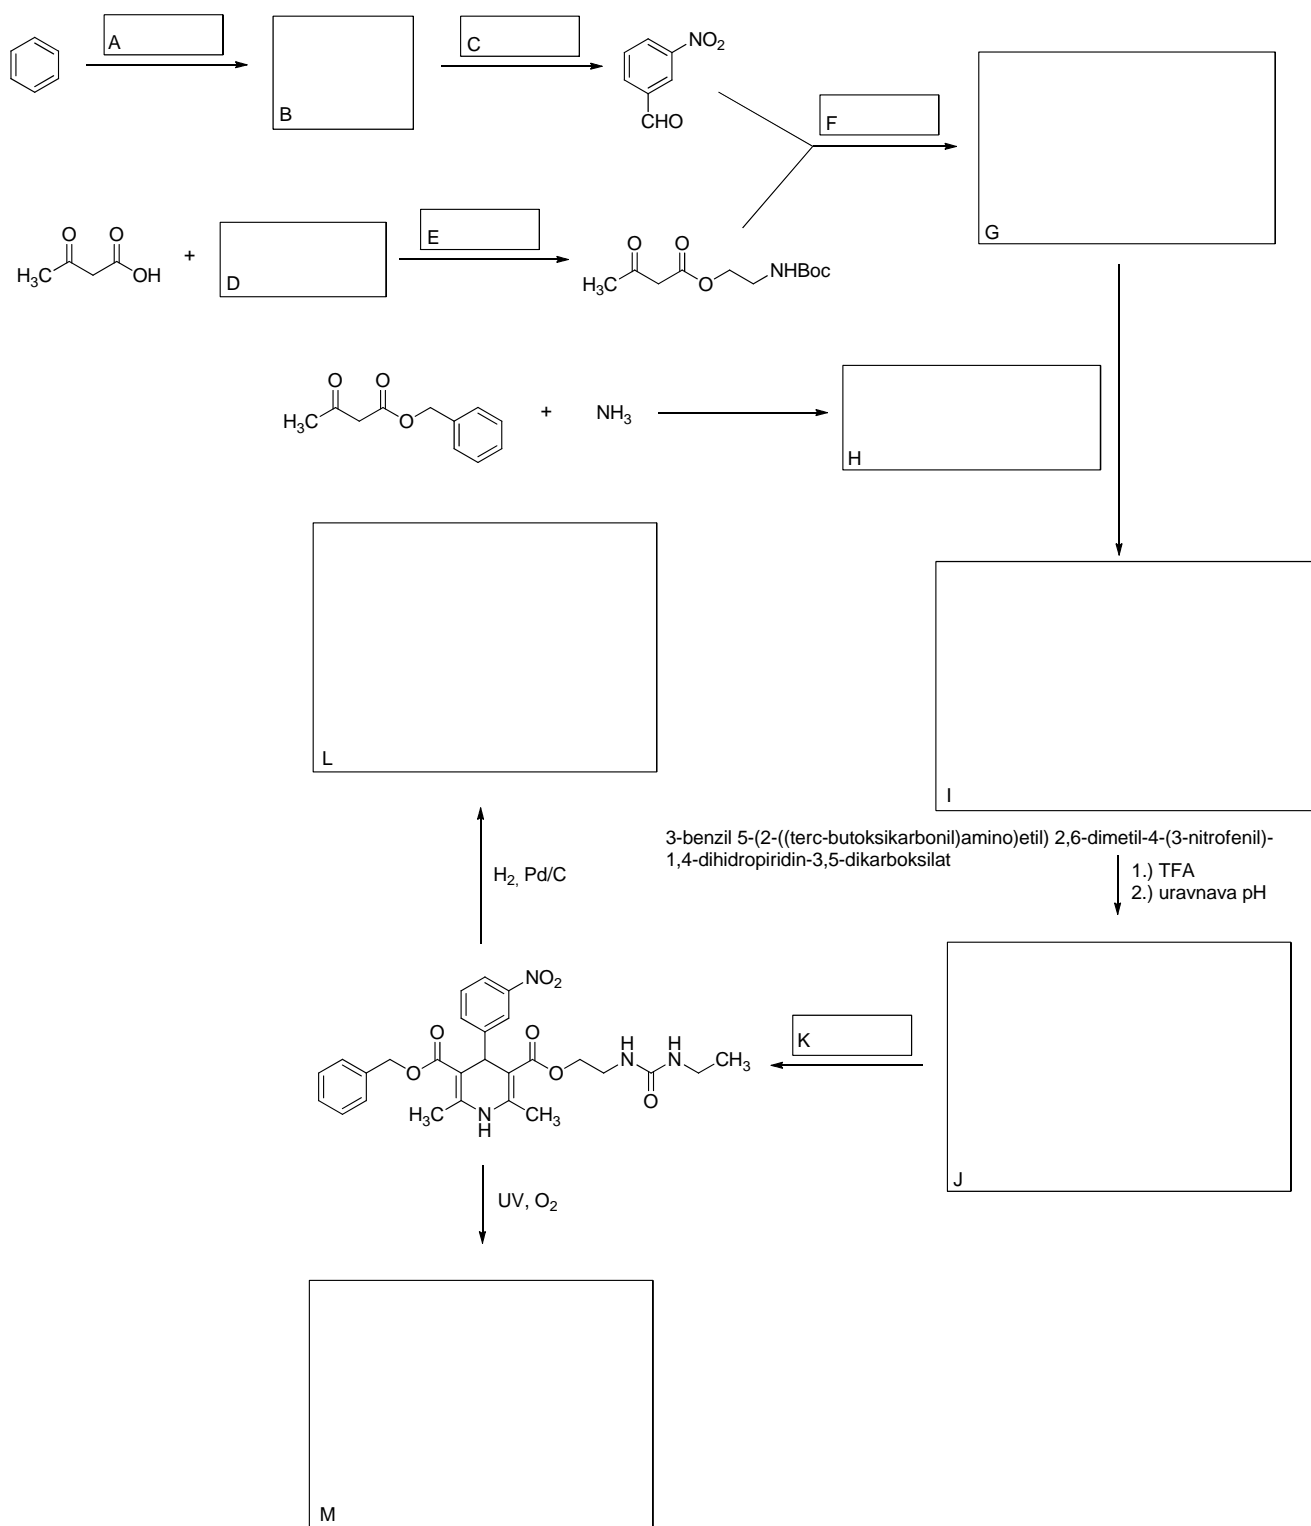 A
B
C
NO2
CHO
F
G
O
O
H3C
OH
+
D
E
O
O
H3C
O
NHBoc
O
O
H3C
O
+
NH3
H
L
I
3-benzil 5-(2-((terc-butoksikarbonil)amino)etil) 2,6-dimetil-4-(3-nitrofenil)-
1,4-dihidropiridin-3,5-dikarboksilat
H2, Pd/C
1.) TFA
2.) uravnava pH
NO2
O
O
H
N
H
N
CH3
O
O
O
H3C
N
H
CH3
K
J
UV, O2
M